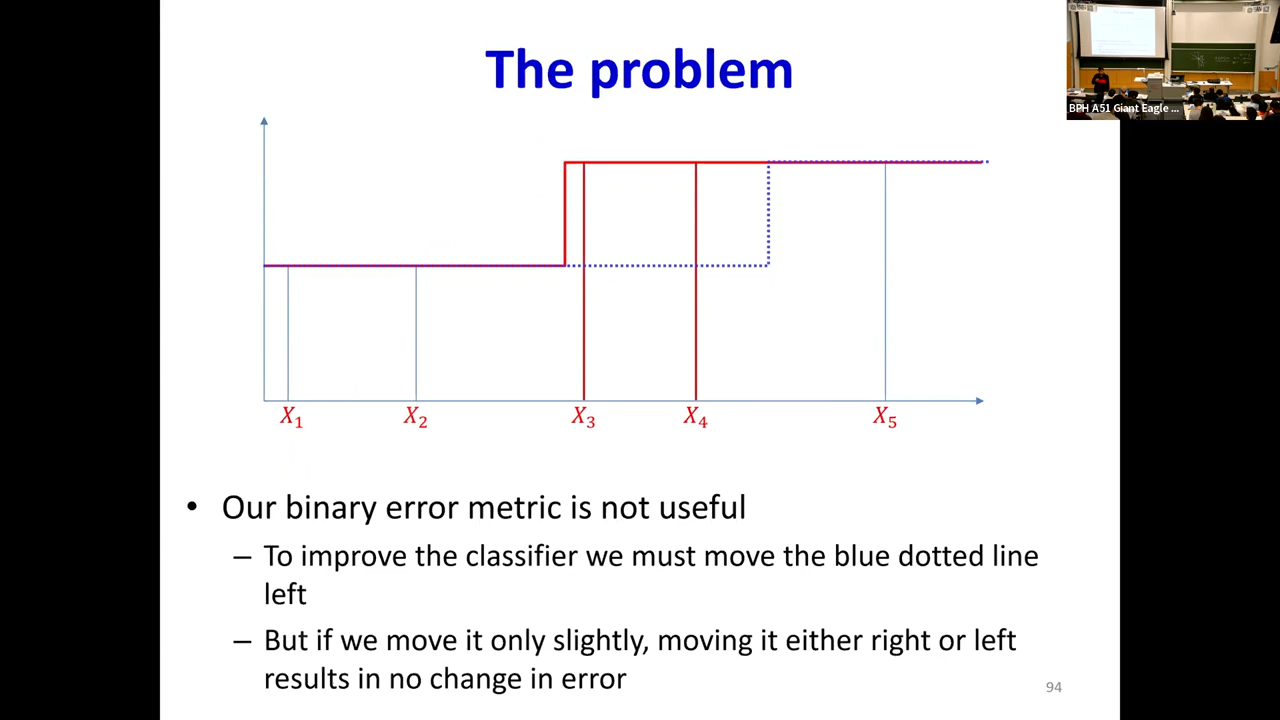 The problem
BPH A51 Giant Eagle ...
X₁ X₂ X₃ X₄ X₅
• Our binary error metric is not useful
– To improve the classifier we must move the blue dotted line
left
– But if we move it only slightly, moving it either right or left
results in no change in error
94